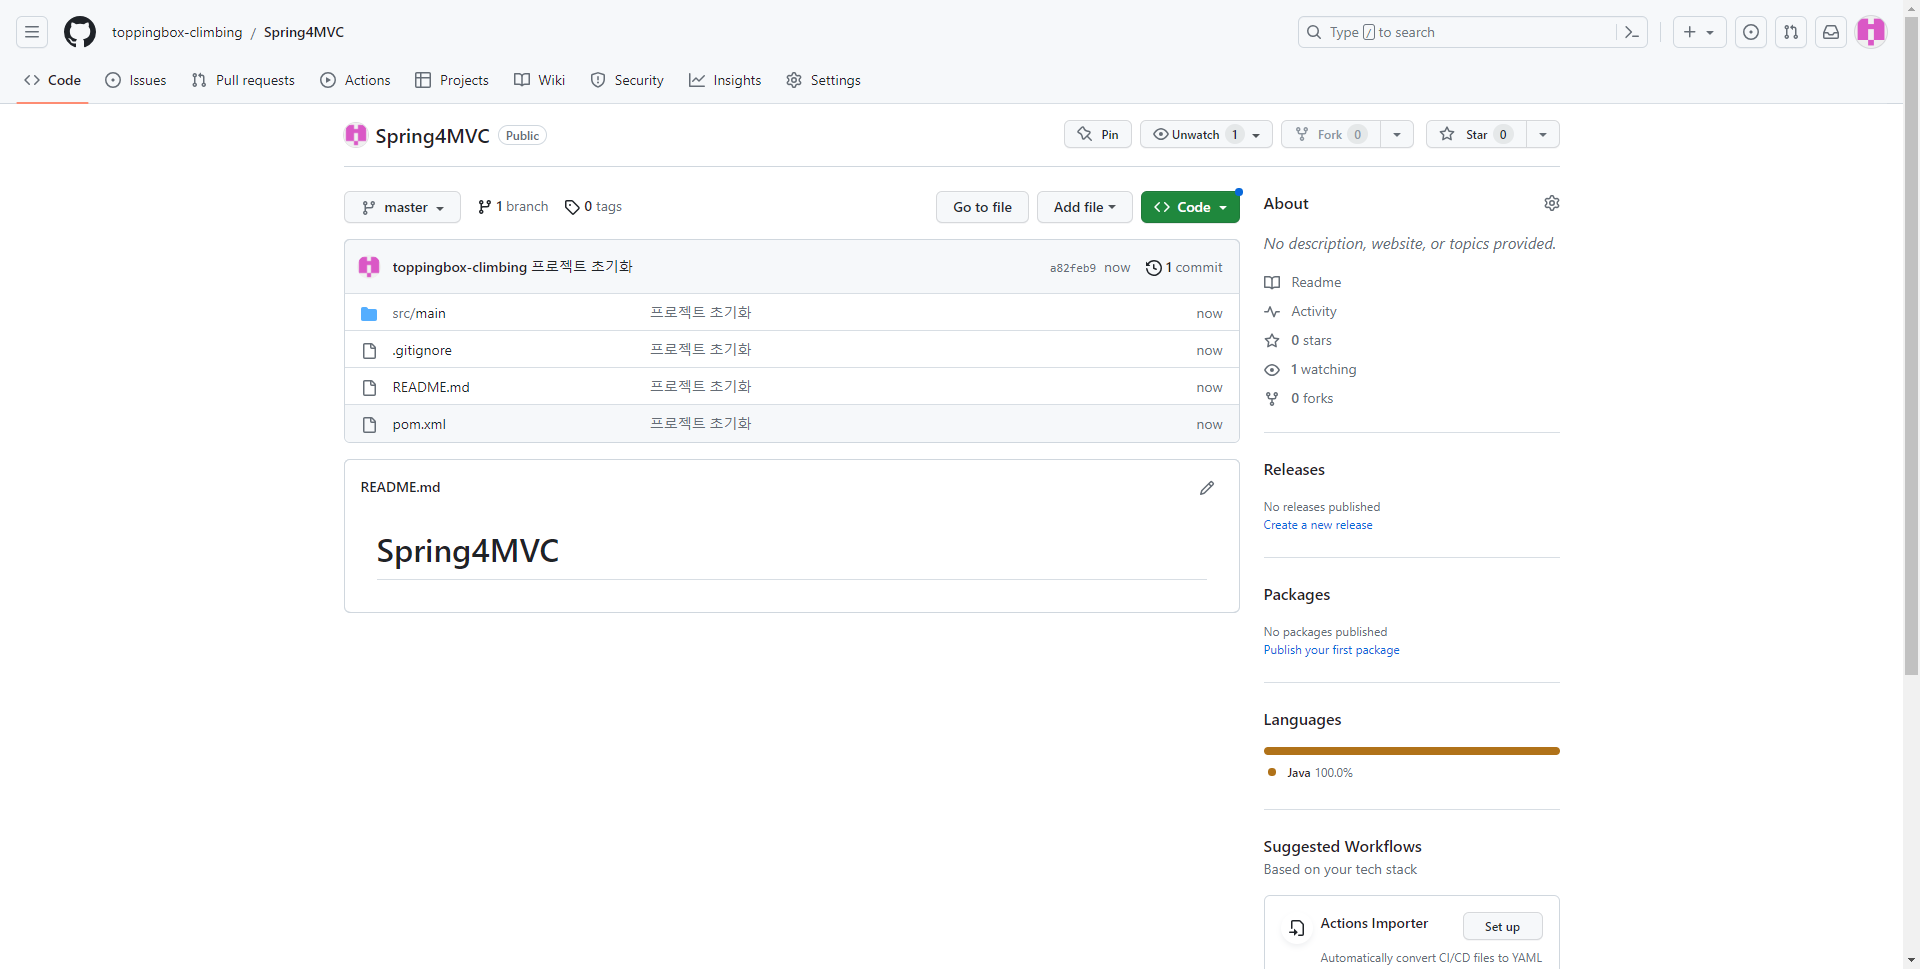 toppingbox-climbing / Spring4MVC
Type / to search
Code Issues Pull requests Actions Projects Wiki Security Insights Settings
Spring4MVC Public
Pin Unwatch 1 Fork 0 Star 0
master 1 branch 0 tags Go to file Add file Code
toppingbox-climbing 프로젝트 초기화 a82feb9 now 1 commit
src/main 프로젝트 초기화 now
.gitignore 프로젝트 초기화 now
README.md 프로젝트 초기화 now
pom.xml 프로젝트 초기화 now
README.md
Spring4MVC
About
No description, website, or topics provided.
Readme
Activity
0 stars
1 watching
0 forks
Releases
No releases published
Create a new release
Packages
No packages published
Publish your first package
Languages
Java 100.0%
Suggested Workflows
Based on your tech stack
Actions Importer Set up
Automatically convert CI/CD files to YAML